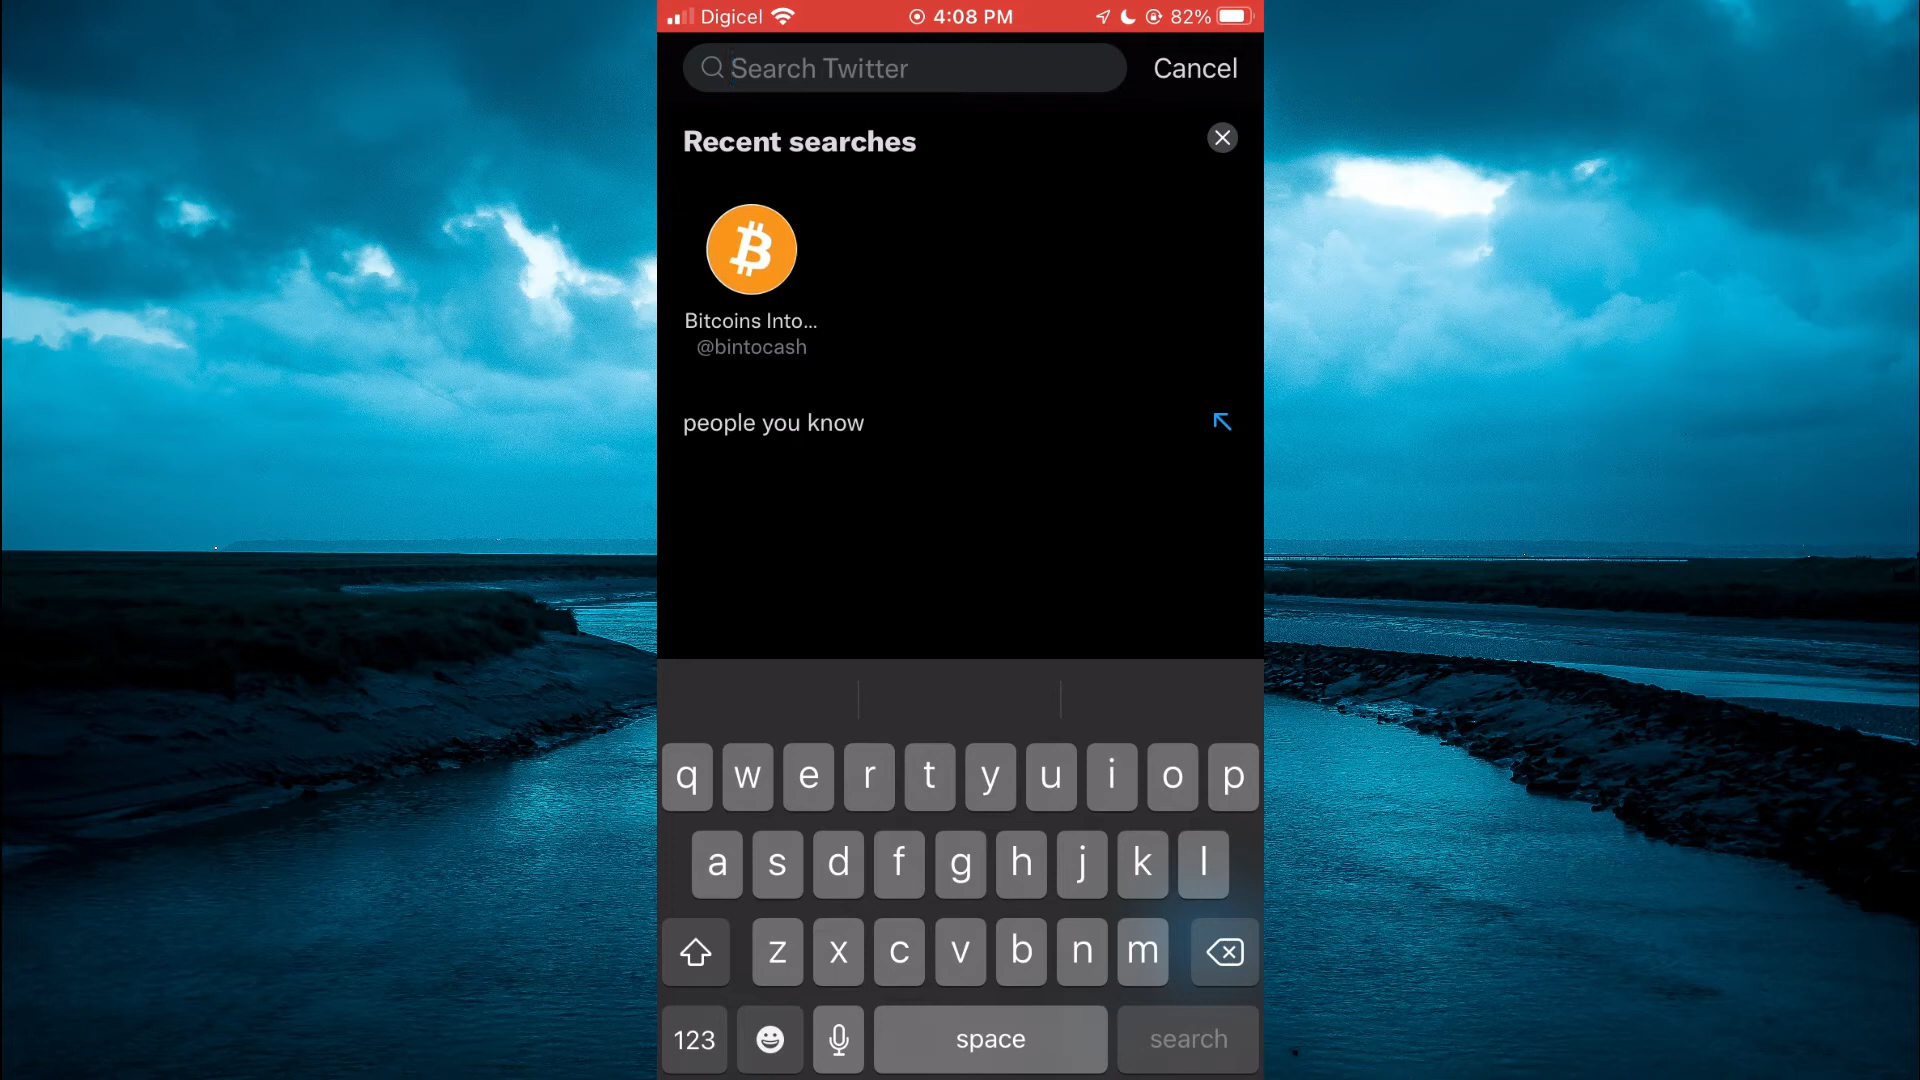 Digicel 4:08 PM 82%
Search Twitter Cancel
Recent searches
Bitcoins Into...
@bintocash
people you know
q w e r t y u i o p
a s d f g h j k l
z x c v b n m
123 space search